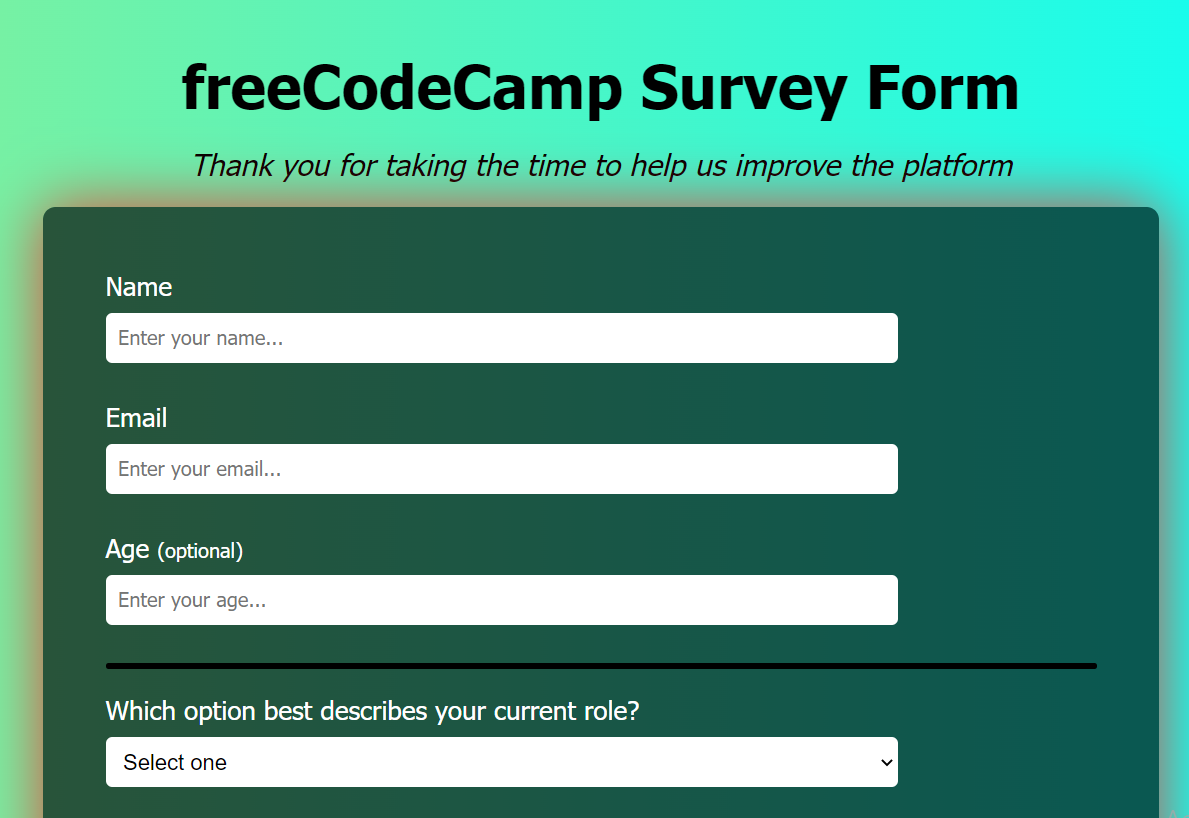 freeCodeCamp Survey Form
Thank you for taking the time to help us improve the platform
Name
Enter your name...
Email
Enter your email...
Age (optional)
Enter your age...
Which option best describes your current role?
Select one